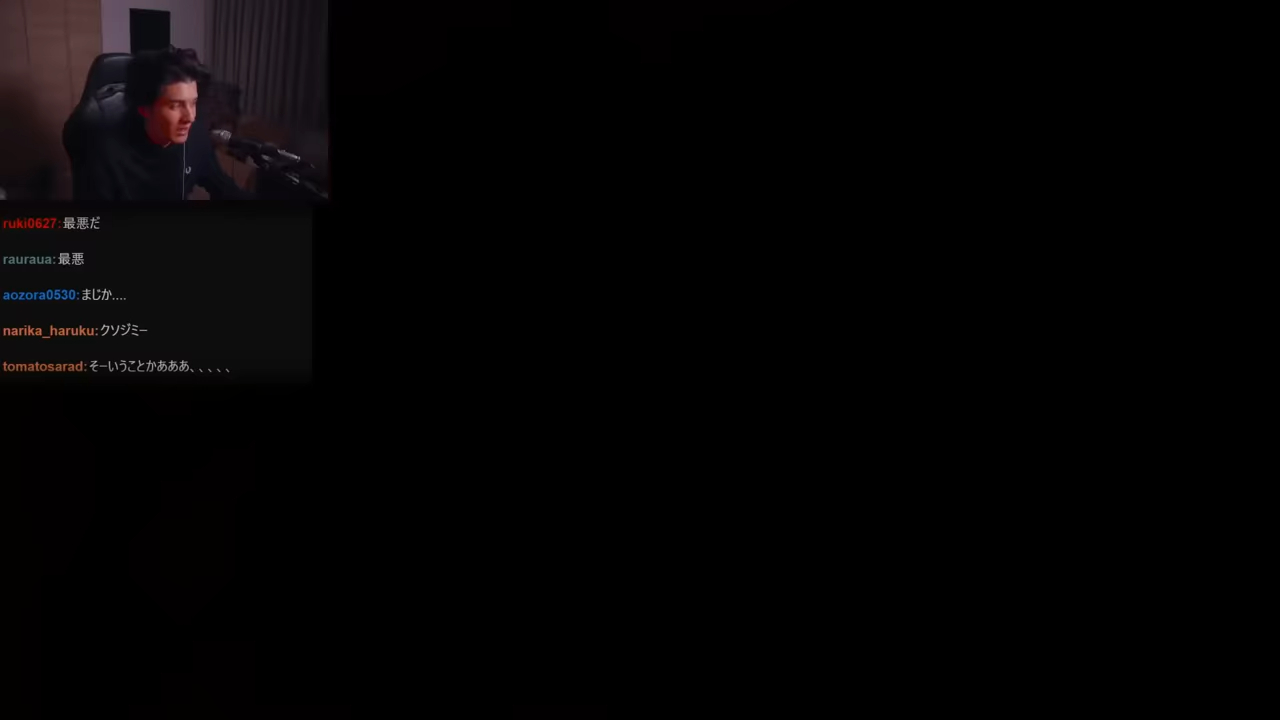 ruki0627: 最悪だ
rauraua: 最悪
aozora0530: まじか....
narika_haruku: クソジミー
tomatosarad: そーいうことかあああ、、、、、